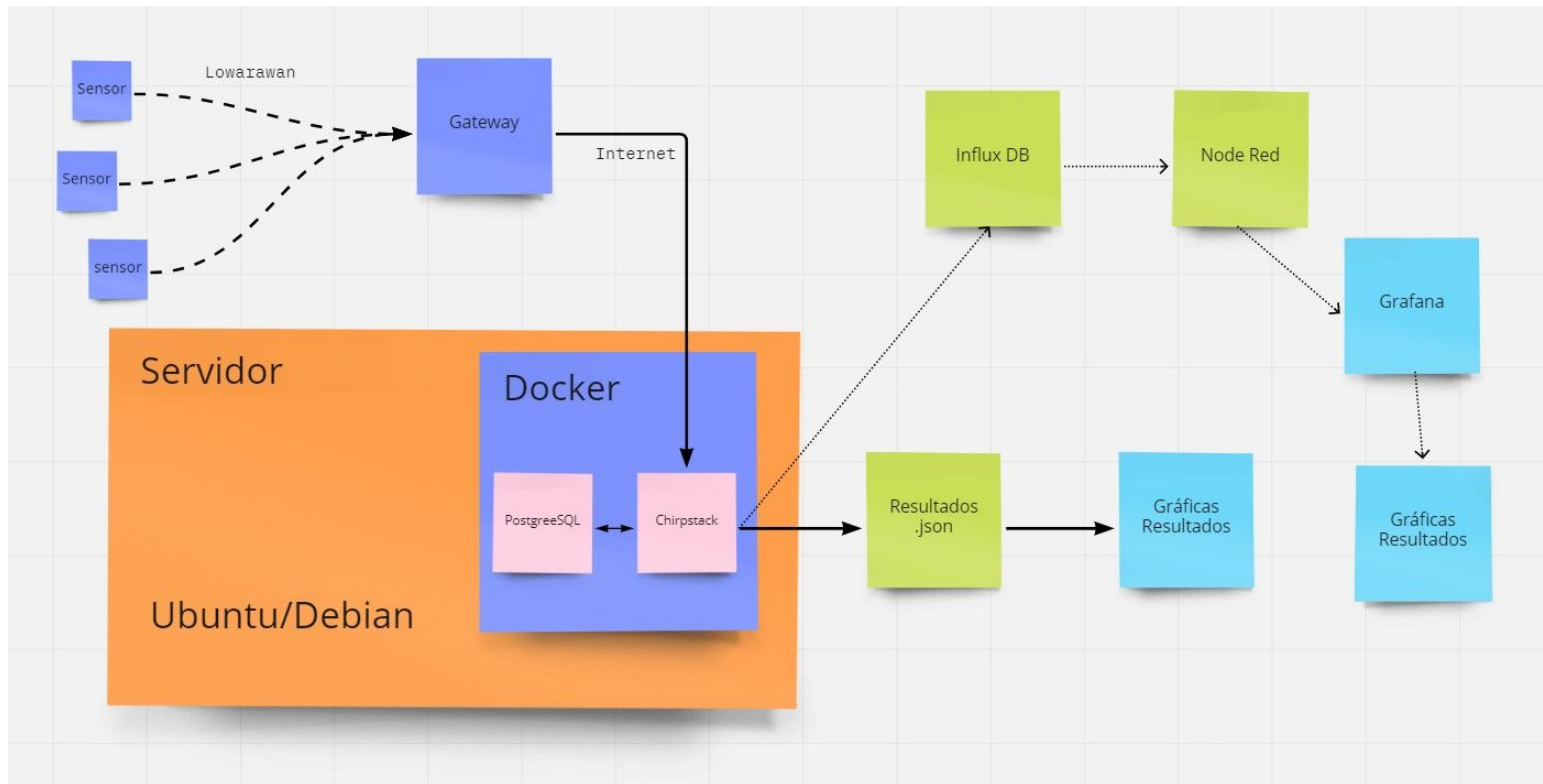 Sensor
Lowarawan
Gateway
Internet
Sensor
sensor
Influx DB
Node Red
Grafana
Servidor
Docker
PostgreeSQL
Chirpstack
Ubuntu/Debian
Resultados
.json
Gráficas
Resultados
Gráficas
Resultados